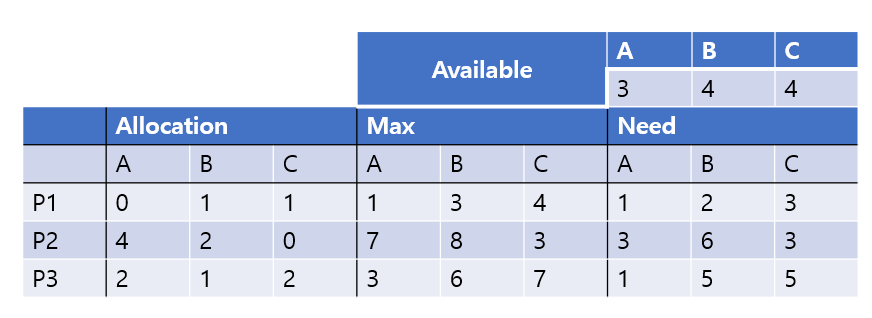 Available A B C
3 4 4
Allocation Max Need
A B C A B C A B C
P1 0 1 1 1 3 4 1 2 3
P2 4 2 0 7 8 3 3 6 3
P3 2 1 2 3 6 7 1 5 5